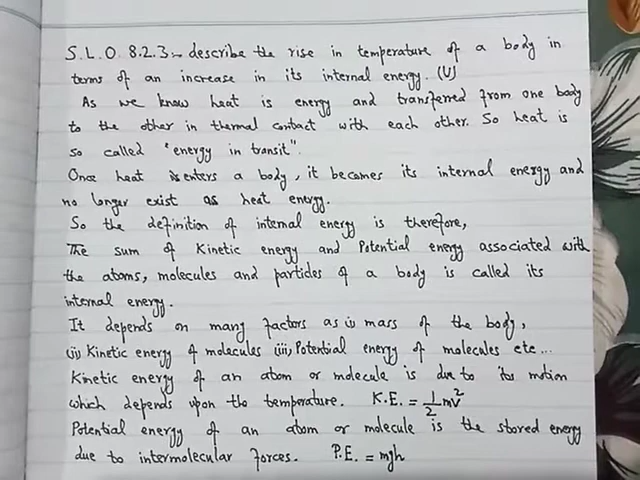 S.L.O. 8.2.3:- describe the rise in temperature of a body in
terms of an increase in its internal energy. (U)
As we know heat is energy and transferred from one body
to the other in thermal contact with each other. So heat is
so called "energy in transit".
Once heat is enters a body, it becomes its internal energy and
no longer exist as heat energy.
So the definition of internal energy is therefore,
The sum of Kinetic energy and Potential energy associated with
the atoms, molecules and particles of a body is called its
internal energy.
It depends on many factors as (i) mass of the body,
(ii) Kinetic energy of molecules (iii) Potential energy of molecules etc...
Kinetic energy of an atom or molecule is due to its motion
which depends upon the temperature. K.E. = 1/2 mv²
Potential energy of an atom or molecule is the stored energy
due to intermolecular forces. P.E. = mgh